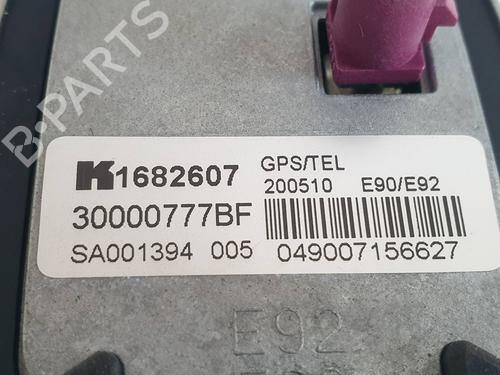 B-PARTS
K1682607
GPS/TEL
200510 E90/E92
30000777BF
SA001394 005
049007156627
E92